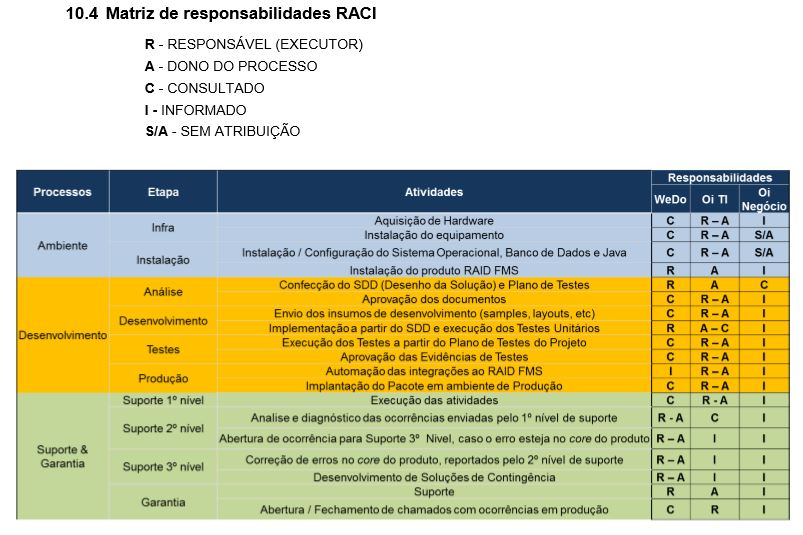 10.4 Matriz de responsabilidades RACI
R - RESPONSÁVEL (EXECUTOR)
A - DONO DO PROCESSO
C - CONSULTADO
I - INFORMADO
S/A - SEM ATRIBUIÇÃO
Processos Etapa Atividades Responsabilidades
WeDo Oi TI Oi Negócio
Ambiente
Infra
Aquisição de Hardware C R – A I
Instalação do equipamento C R – A S/A
Instalação
Instalação / Configuração do Sistema Operacional, Banco de Dados e Java C R – A S/A
Instalação do produto RAID FMS R A I
Desenvolvimento
Análise
Confecção do SDD (Desenho da Solução) e Plano de Testes R A C
Aprovação dos documentos C R – A I
Desenvolvimento
Envio dos insumos de desenvolvimento (samples, layouts, etc) C R – A I
Implementação a partir do SDD e execução dos Testes Unitários R A – C I
Testes
Execução dos Testes a partir do Plano de Testes do Projeto C R – A I
Aprovação das Evidências de Testes C R – A I
Produção
Automação das integrações ao RAID FMS I R – A I
Implantação do Pacote em ambiente de Produção C R – A I
Suporte & Garantia
Suporte 1º nível Execução das atividades C R - A I
Suporte 2º nível
Analise e diagnóstico das ocorrências enviadas pelo 1º nível de suporte R - A C I
Abertura de ocorrência para Suporte 3º Nivel, caso o erro esteja no core do produto R – A I I
Suporte 3º nível
Correção de erros no core do produto, reportados pelo 2º nível de suporte R – A I I
Desenvolvimento de Soluções de Contingência R – A I I
Garantia
Suporte R A I
Abertura / Fechamento de chamados com ocorrências em produção C R I